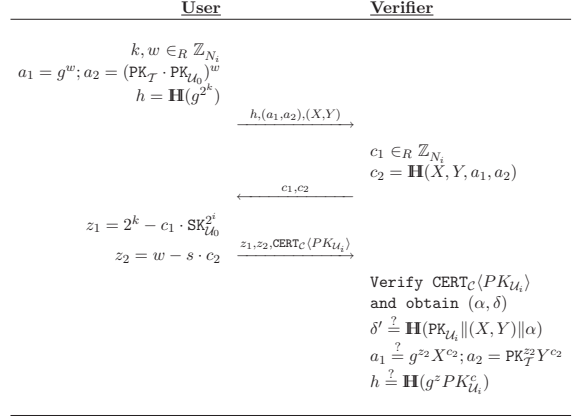 User Verifier
k, w ∈_R ℤ_{N_i}
a_1 = g^w; a_2 = (PK_𝒯 · PK_{𝒰_0})^w
h = ℍ(g^{2^k})
h,(a_1,a_2),(X,Y)
c_1 ∈_R ℤ_{N_i}
c_2 = ℍ(X, Y, a_1, a_2)
c_1,c_2
z_1 = 2^k − c_1 · SK_{𝒰_0}^{2^i}
z_2 = w − s · c_2
z_1,z_2,CERT_𝒞⟨PK_{𝒰_i}⟩
Verify CERT_𝒞⟨PK_{𝒰_i}⟩
and obtain (α, δ)
δ′ ≟ ℍ(PK_{𝒰_i}‖(X, Y)‖α)
a_1 ≟ g^{z_2} X^{c_2}; a_2 = PK_𝒯^{z_2} Y^{c_2}
h ≟ ℍ(g^z PK_{𝒰_i}^c)